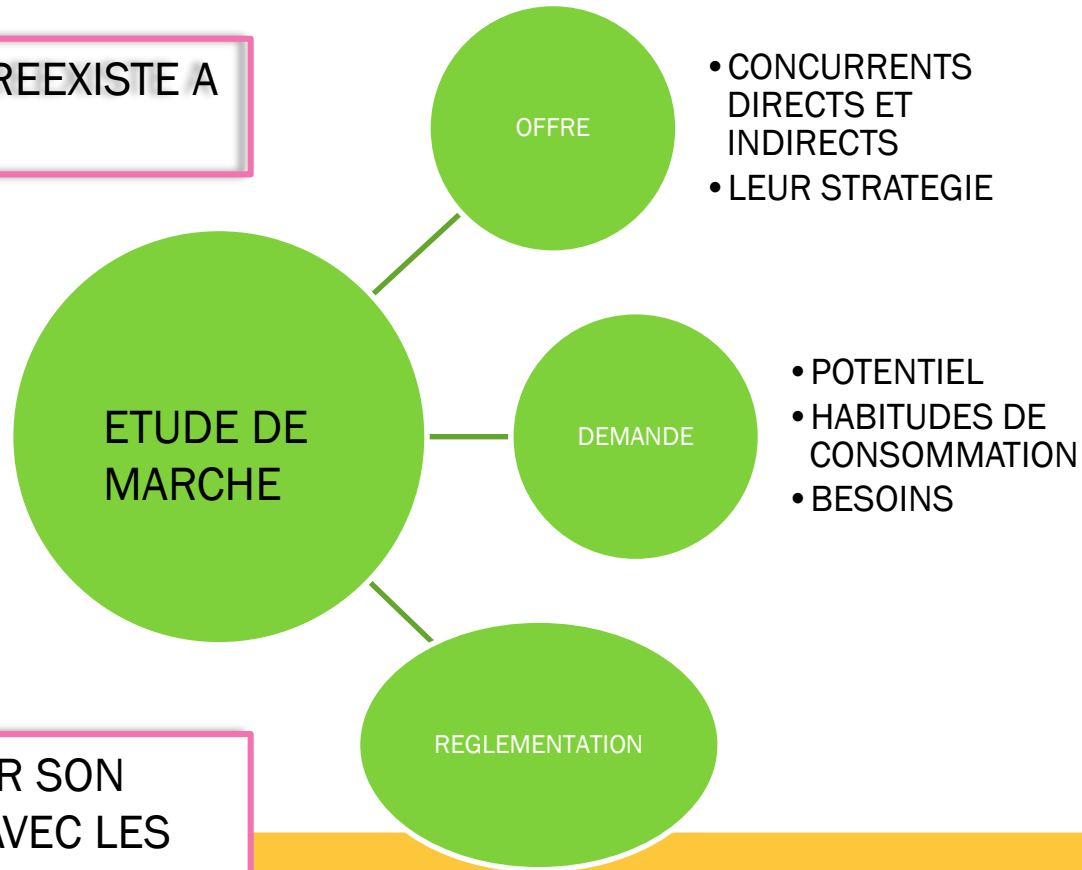 REEXISTE A
OFFRE
• CONCURRENTS
DIRECTS ET
INDIRECTS
• LEUR STRATEGIE
ETUDE DE
MARCHE
DEMANDE
• POTENTIEL
• HABITUDES DE
CONSOMMATION
• BESOINS
REGLEMENTATION
R SON
AVEC LES